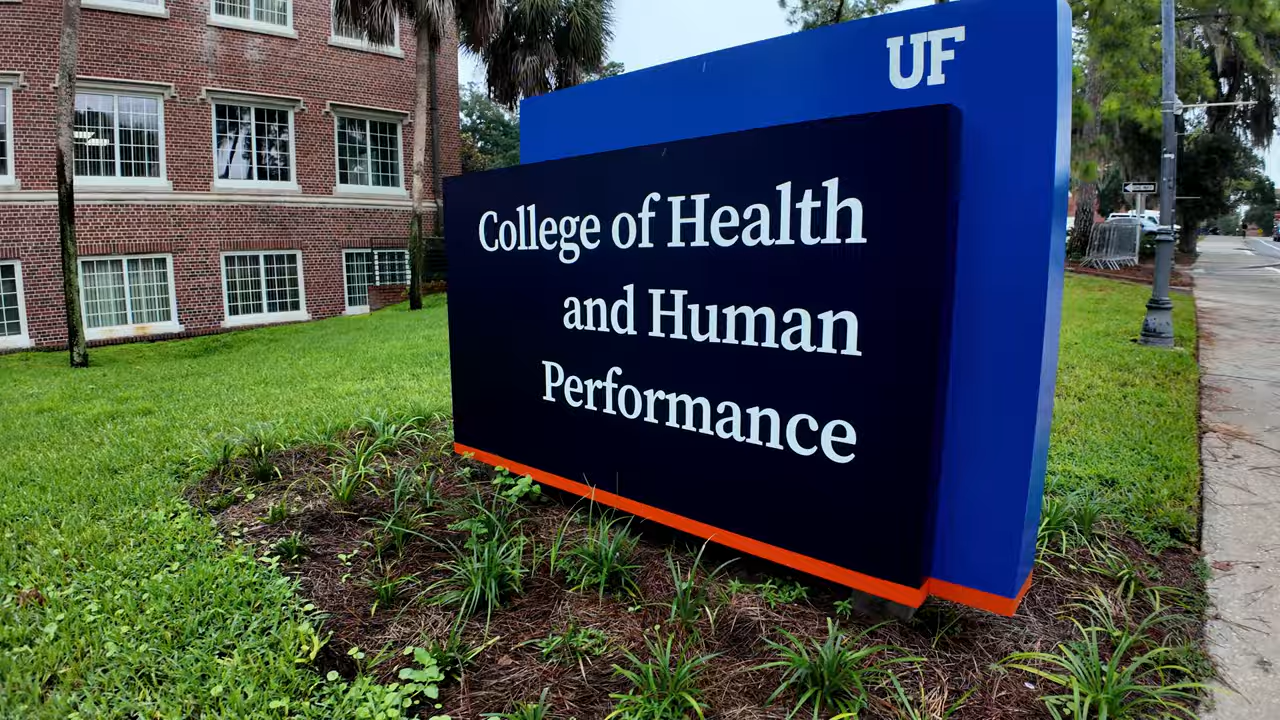 UF
College of Health
and Human
Performance